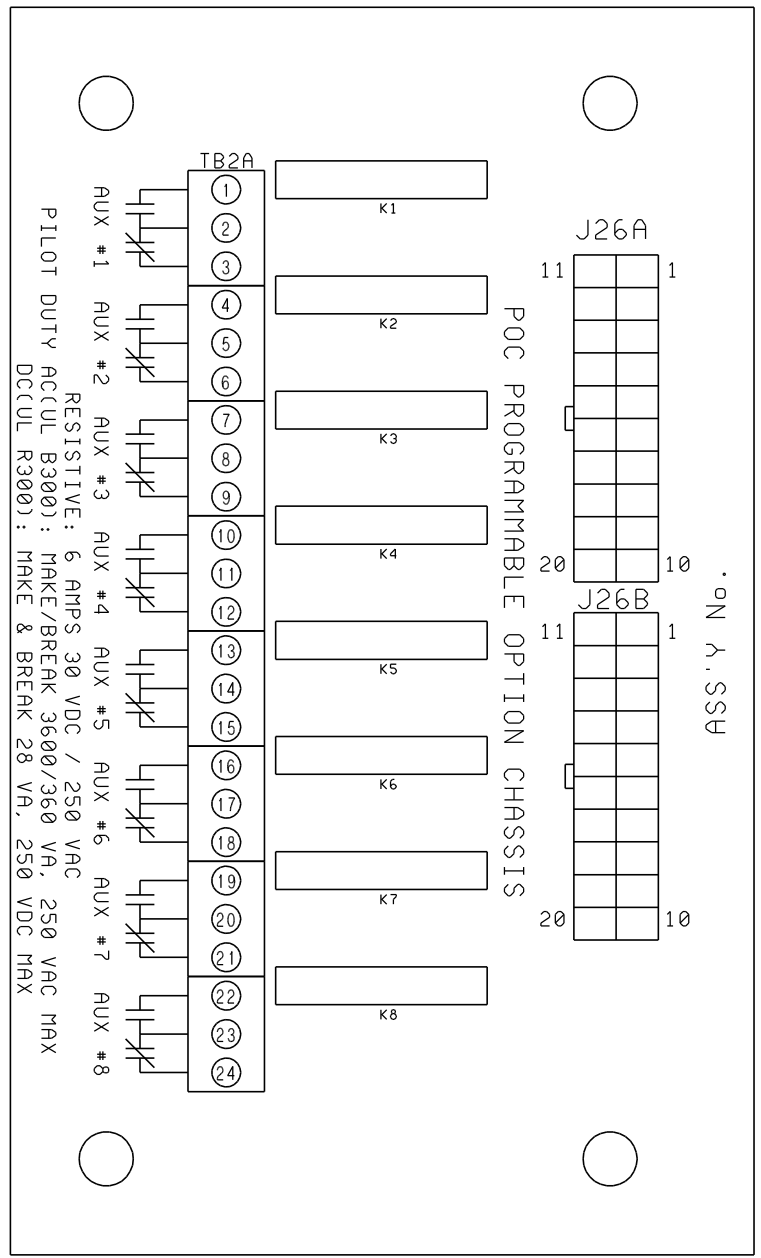 TB2A
1
2
3
4
5
6
7
8
9
10
11
12
13
14
15
16
17
18
19
20
21
22
23
24
K1
K2
K3
K4
K5
K6
K7
K8
J26A
11 1
20 10
J26B
11 1
20 10
ASS'Y No.
POC PROGRAMMABLE OPTION CHASSIS
AUX #1
AUX #2
AUX #3
AUX #4
AUX #5
AUX #6
AUX #7
AUX #8
RESISTIVE: 6 AMPS 30 VDC / 250 VAC
PILOT DUTY AC(UL B300): MAKE/BREAK 3600/360 VA, 250 VAC MAX
DC(UL R300): MAKE & BREAK 28 VA, 250 VDC MAX